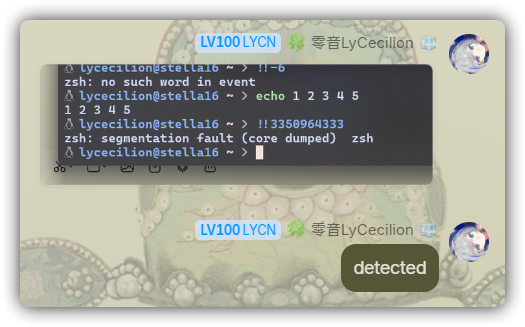 LV100 LYCN 🍀 零音LyCecilion
lycecilion@stella16 ~ > !!-6
zsh: no such word in event
lycecilion@stella16 ~ > echo 1 2 3 4 5
1 2 3 4 5
lycecilion@stella16 ~ > !!3350964333
zsh: segmentation fault (core dumped)  zsh
lycecilion@stella16 ~ >
LV100 LYCN 🍀 零音LyCecilion
detected